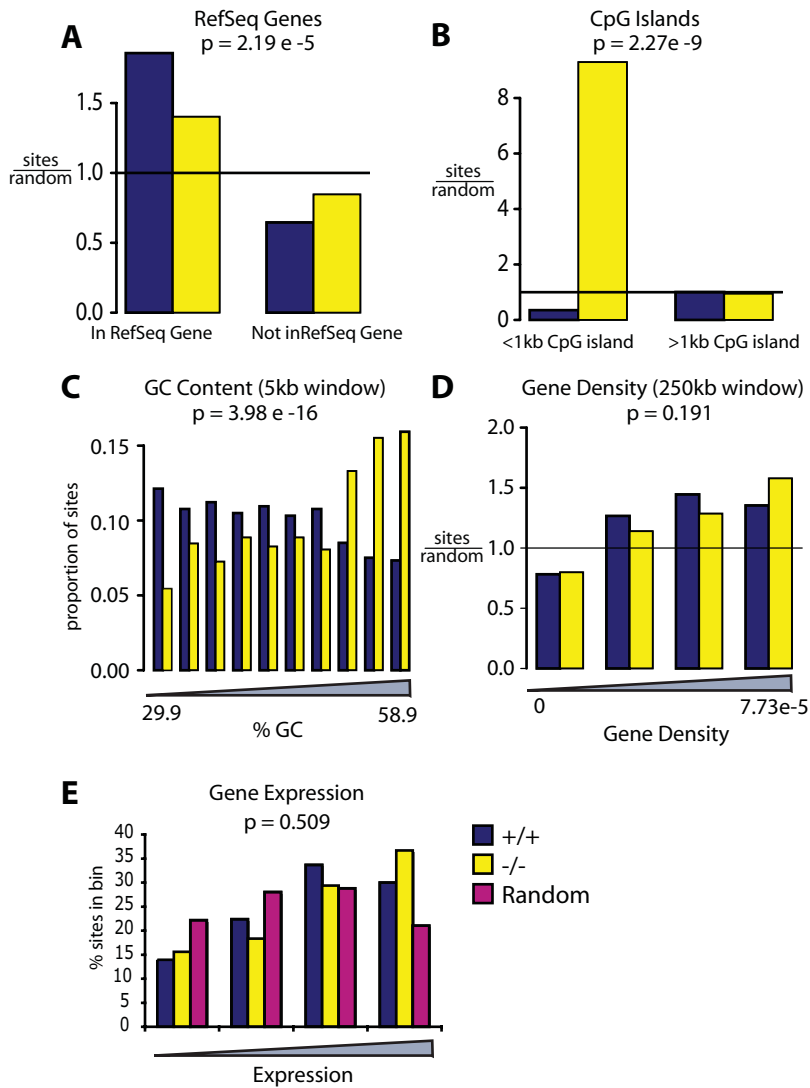 A
RefSeq Genes
p = 2.19 e -5
sites
random
1.5
1.0
0.5
0.0
In RefSeq Gene
Not inRefSeq Gene
B
CpG Islands
p = 2.27e -9
sites
random
8
6
4
2
0
<1kb CpG island
>1kb CpG island
C
GC Content (5kb window)
p = 3.98 e -16
proportion of sites
0.15
0.10
0.05
0.00
29.9
58.9
% GC
D
Gene Density (250kb window)
p = 0.191
sites
random
2.0
1.5
1.0
0.5
0.0
0
7.73e-5
Gene Density
E
Gene Expression
p = 0.509
% sites in bin
40
35
30
25
20
15
10
5
0
Expression
+/+
-/-
Random